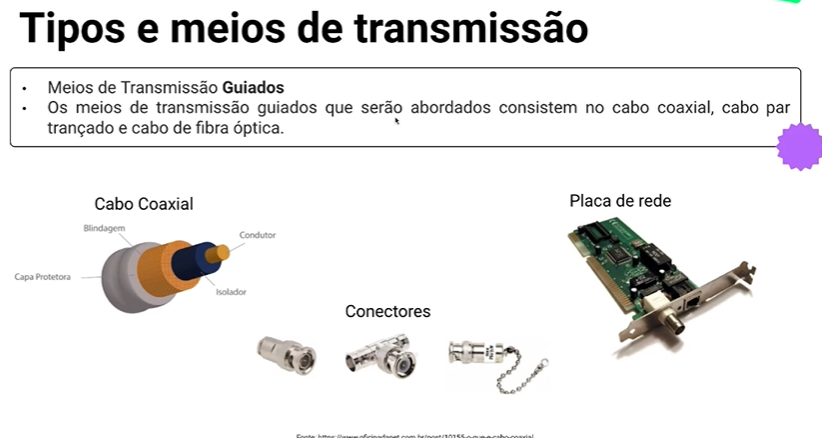 Tipos e meios de transmissão
• Meios de Transmissão Guiados
• Os meios de transmissão guiados que serão abordados consistem no cabo coaxial, cabo par
trançado e cabo de fibra óptica.
Cabo Coaxial
Placa de rede
Blindagem
Condutor
Capa Protetora
Isolador
Conectores